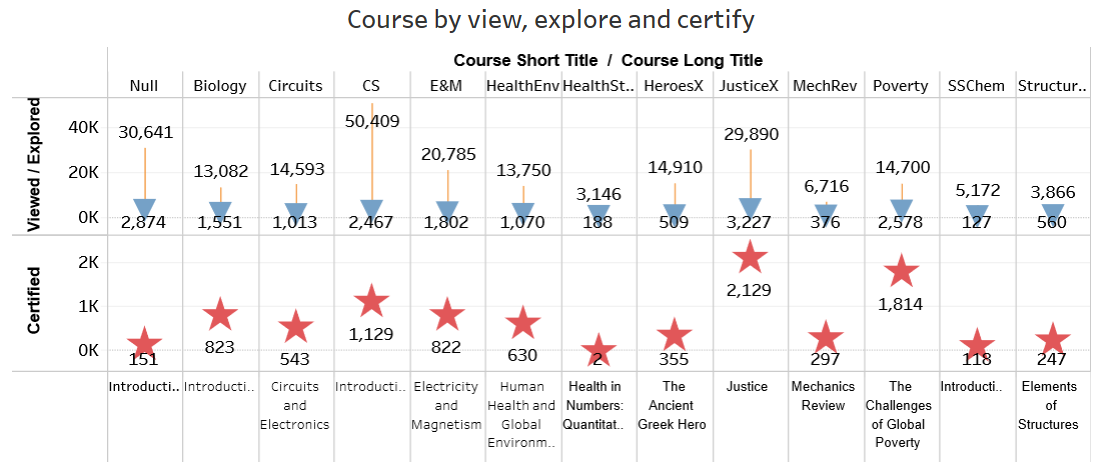 Course by view, explore and certify
Course Short Title / Course Long Title
Null Biology Circuits CS E&M HealthEnv HealthSt.. HeroesX JusticeX MechRev Poverty SSChem Structur..
Viewed / Explored
40K
20K
0K
30,641 13,082 14,593 50,409 20,785 13,750 3,146 14,910 29,890 6,716 14,700 5,172 3,866
2,874 1,551 1,013 2,467 1,802 1,070 188 509 3,227 376 2,578 127 560
Certified
2K
1K
0K
151 823 543 1,129 822 630 2 355 2,129 297 1,814 118 247
Introducti..
Introducti..
Circuits
and
Electronics
Introducti..
Electricity
and
Magnetism
Human
Health and
Global
Environm..
Health in
Numbers:
Quantitat..
The
Ancient
Greek Hero
Justice
Mechanics
Review
The
Challenges
of Global
Poverty
Introducti..
Elements
of
Structures